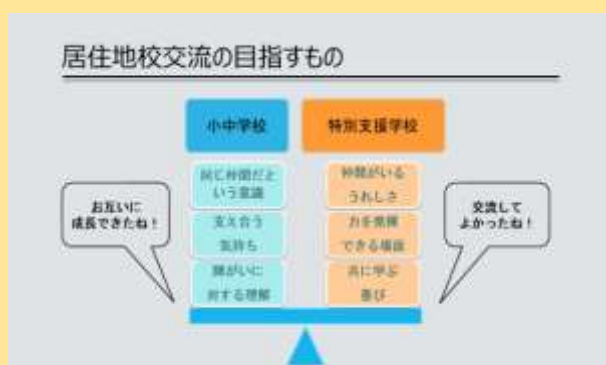 居住地校交流の目指すもの
小中学校
特別支援学校
同じ仲間だと
いう意識
仲間がいる
うれしさ
お互いに
成長できたね！
支え合う
気持ち
力を発揮
できる場面
交流して
よかったね！
障がいに
対する理解
共に学ぶ
喜び